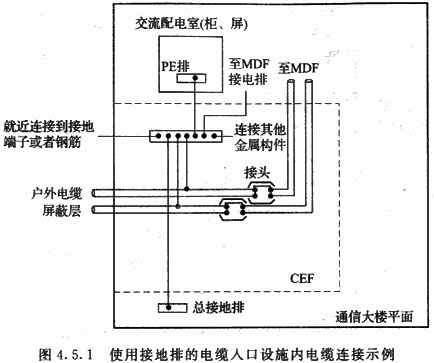 交流配电室(柜、屏)
PE排
至MDF
接电排
至MDF
就近连接到接地
端子或者钢筋
连接其他
金属构件
接头
户外电缆
屏蔽层
CEF
总接地排
通信大楼平面
图 4.5.1 使用接地排的电缆入口设施内电缆连接示例